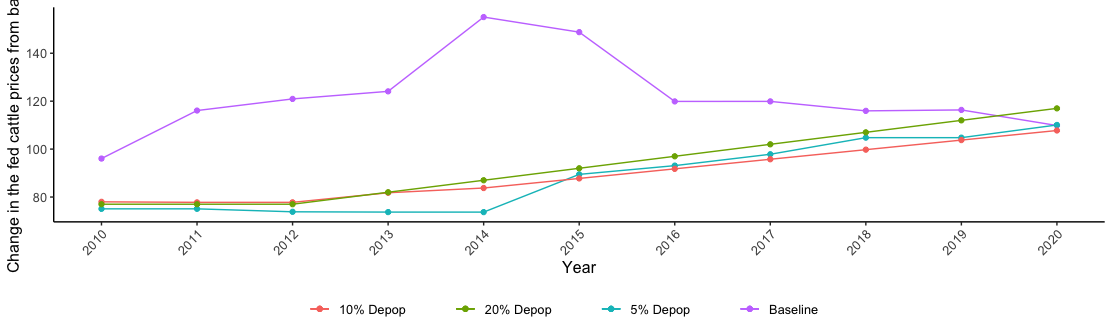 Change in the fed cattle prices from ba
140
120
100
80
2010
2011
2012
2013
2014
2015
2016
2017
2018
2019
2020
Year
10% Depop
20% Depop
5% Depop
Baseline